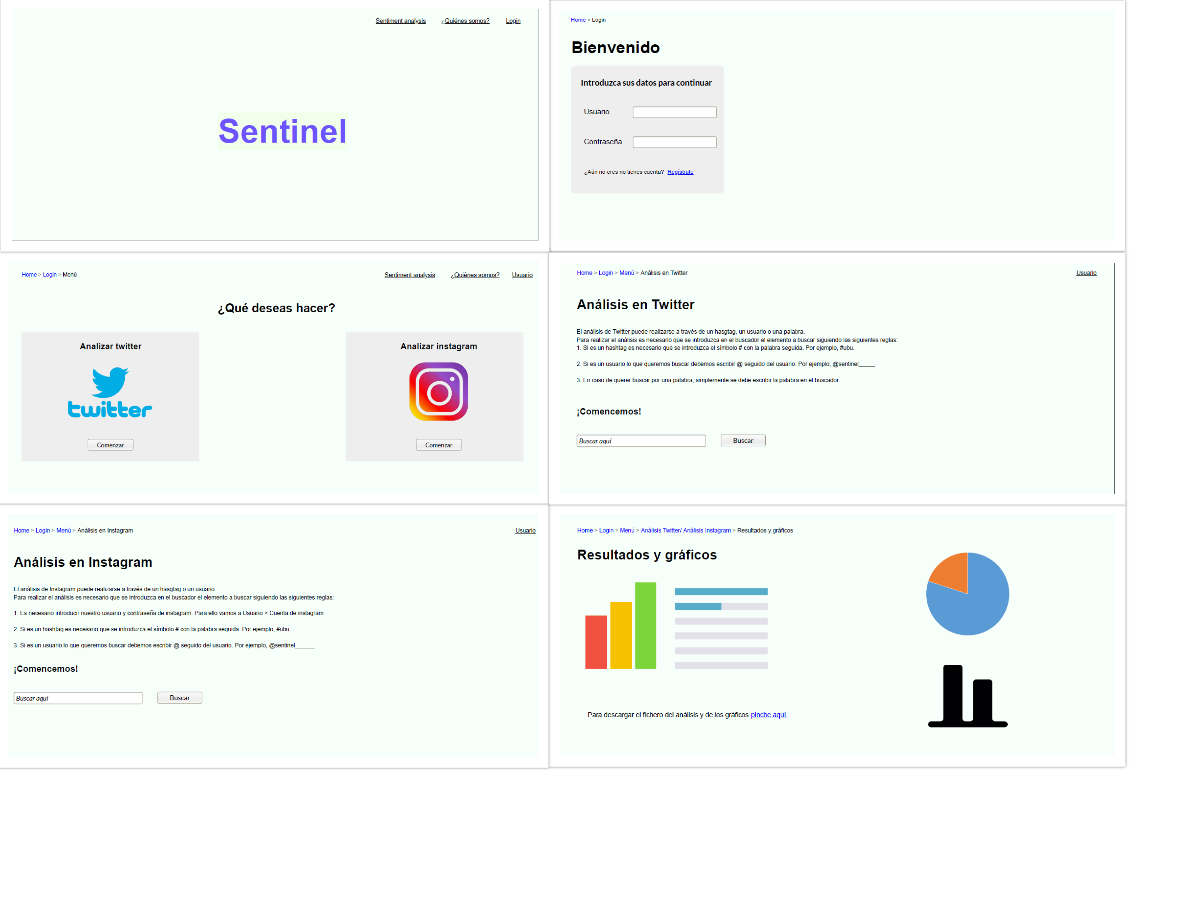 Sentiment analysis ¿Quiénes somos? Login
Sentinel
Home > Login
Bienvenido
Introduzca sus datos para continuar
Usuario
Contraseña
¿Aún no eres no tienes cuenta? Regístrate
Home > Login > Menú
Sentiment analysis ¿Quiénes somos? Usuario
¿Qué deseas hacer?
Analizar twitter
twitter
Comenzar
Analizar instagram
Comenzar
Home > Login > Menú > Análisis en Twitter
Usuario
Análisis en Twitter
El análisis de Twitter puede realizarse a través de un hasgtag, un usuario o una palabra.
Para realizar el análisis es necesario que se introduzca en el buscador el elemento a buscar siguiendo las siguientes reglas:
1. Si es un hashtag es necesario que se introduzca el símbolo # con la palabra seguida. Por ejemplo, #ubu.
2. Si es un usuario lo que queremos buscar debemos escribir @ seguido del usuario. Por ejemplo, @sentinel_____
3. En caso de querer buscar por una palabra, simplemente se debe escribir la palabra en el buscador.
¡Comencemos!
Buscar aquí
Buscar
Home > Login > Menú > Análisis en Instagram
Usuario
Análisis en Instagram
El análisis de Instagram puede realizarse a través de un hasgtag o un usuario.
Para realizar el análisis es necesario que se introduzca en el buscador el elemento a buscar siguiendo las siguientes reglas:
1. Es necesario introducir nuestro usuario y contraseña de instagram. Para ello vamos a Usuario > Cuenta de instagram
2. Si es un hashtag es necesario que se introduzca el símbolo # con la palabra seguida. Por ejemplo, #ubu.
3. Si es un usuario lo que queremos buscar debemos escribir @ seguido del usuario. Por ejemplo, @sentinel_____
¡Comencemos!
Buscar aquí
Buscar
Home > Login > Menú > Análisis Twitter/ Análisis Instagram > Resultados y gráficos
Resultados y gráficos
Para descargar el fichero del análisis y de los gráficos pinche aquí.